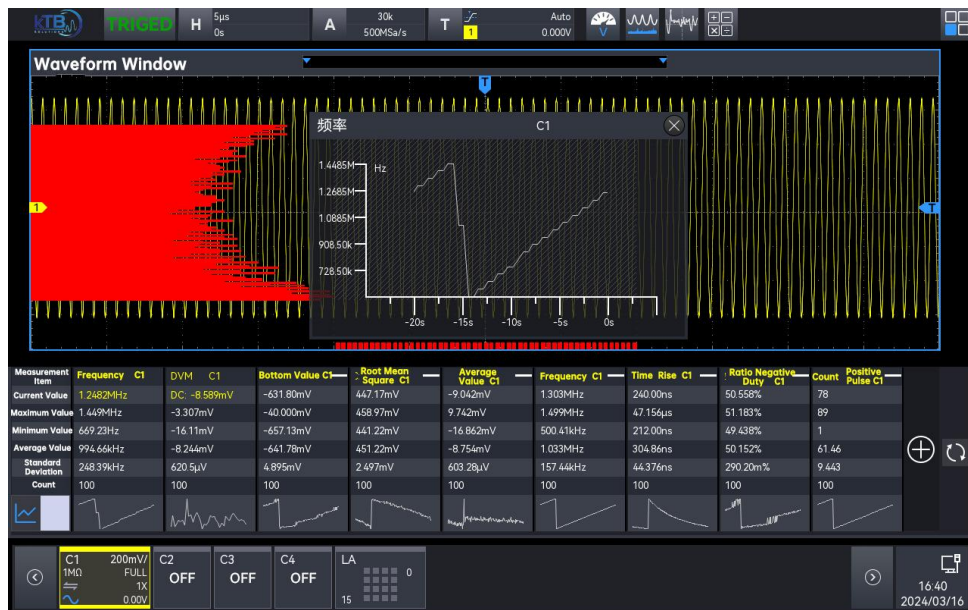 KTB
TRIGED H 5µs 0s A 30k 500MSa/s T 1 Auto 0.000V
Waveform Window
T
频率 C1
Hz
1.4485M
1.2685M
1.0885M
908.50k
728.50k
-20s -15s -10s -5s 0s
1 T
Measurement Item Frequency C1 DVM C1 Bottom Value C1 Root Mean Square C1 Average Value C1 Frequency C1 Time Rise C1 Ratio Negative Duty C1 Count Positive Pulse C1
Current Value 1.2482MHz DC: -8.589mV -631.80mV 447.17mV -9.042mV 1.303MHz 240.00ns 50.558% 78
Maximum Value 1.449MHz -3.307mV -40.000mV 458.97mV 9.742mV 1.499MHz 47.156µs 51.183% 89
Minimum Value 669.23Hz -16.11mV -657.13mV 441.22mV -16.862mV 500.41kHz 212.00ns 49.438% 1
Average Value 994.66kHz -8.244mV -641.78mV 451.22mV -8.754mV 1.033MHz 304.86ns 50.152% 61.46
Standard Deviation 248.39kHz 620.5µV 4.895mV 2.497mV 603.28µV 157.44kHz 44.376ns 290.20m% 9.443
Count 100 100 100 100 100 100 100 100 100
C1 200mV/ C2 C3 C4 LA
1MΩ FULL OFF OFF OFF 0
1X
0.00V 15
16:40
2024/03/16